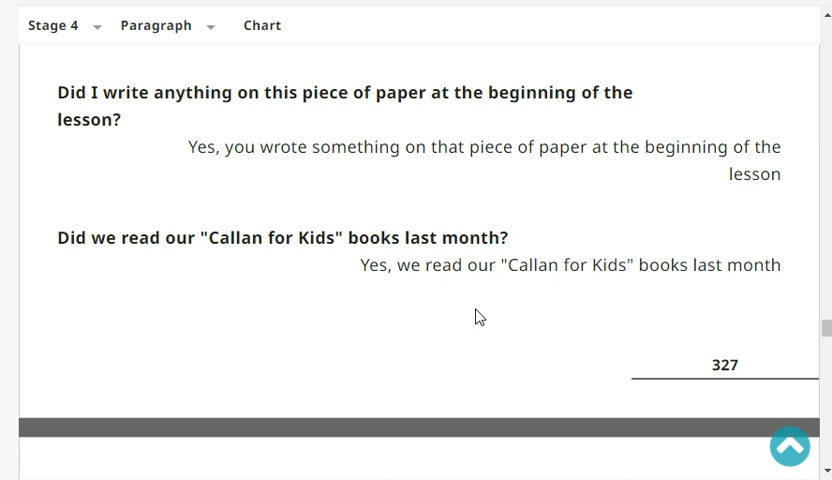 Stage 4 Paragraph Chart
Did I write anything on this piece of paper at the beginning of the
lesson?
Yes, you wrote something on that piece of paper at the beginning of the
lesson
Did we read our "Callan for Kids" books last month?
Yes, we read our "Callan for Kids" books last month
327